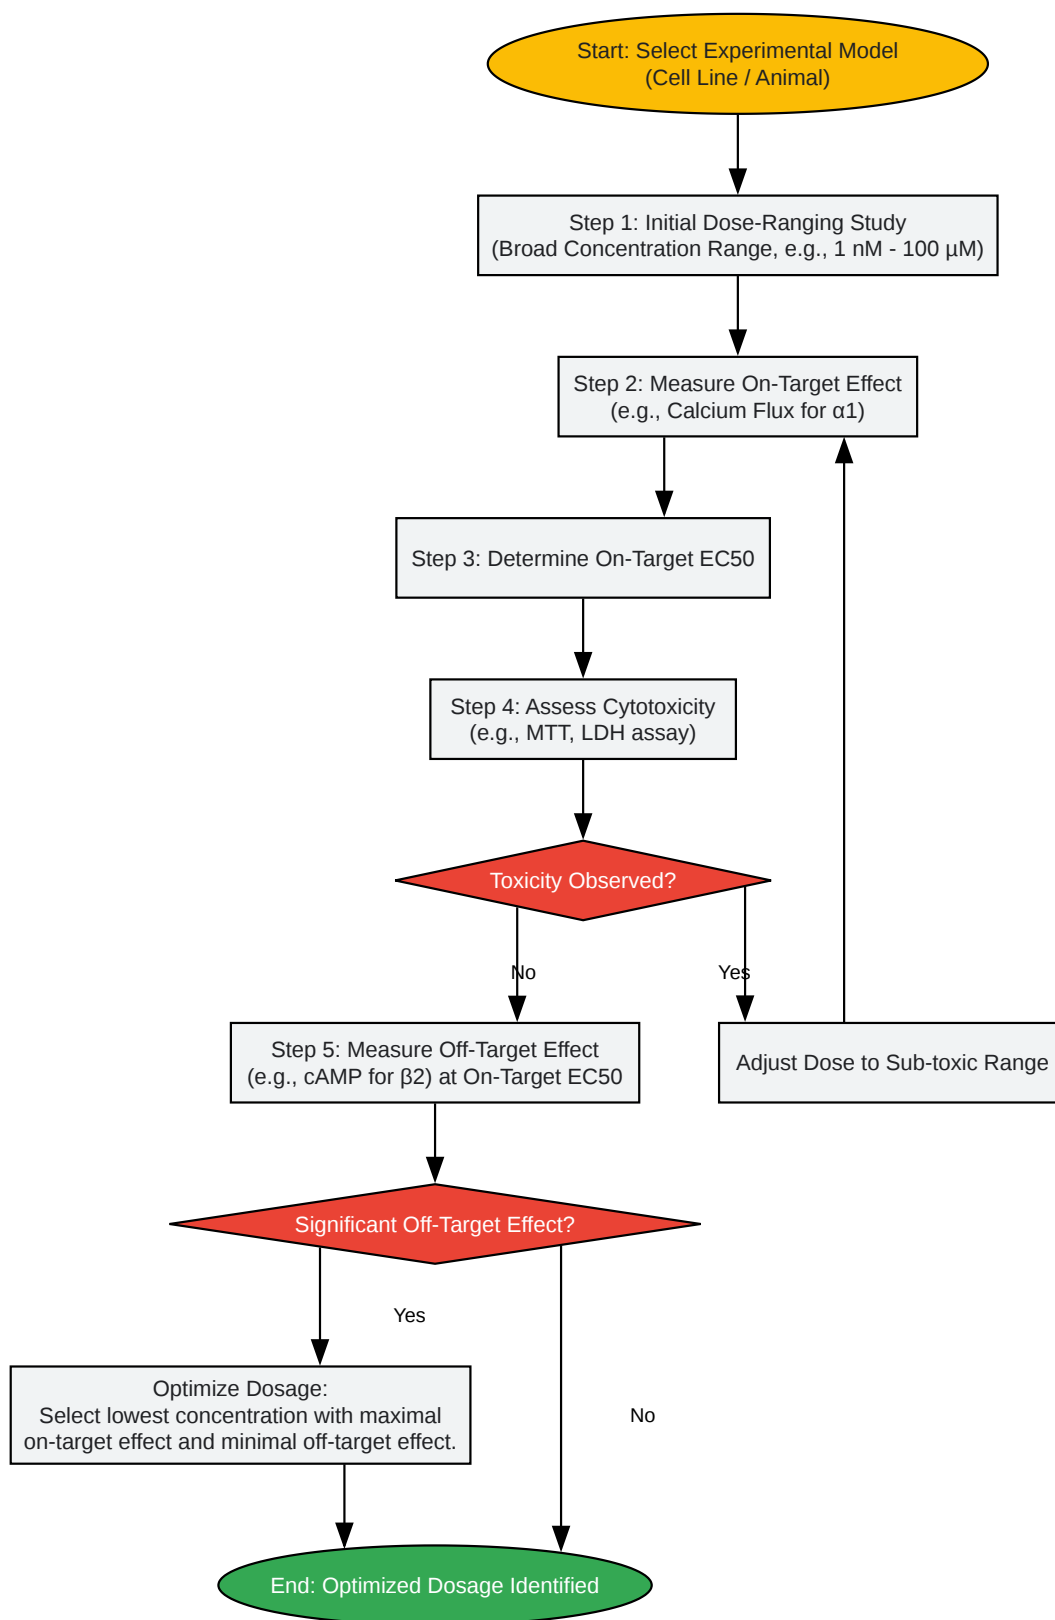 Start: Select Experimental Model
(Cell Line / Animal)
Step 1: Initial Dose-Ranging Study
(Broad Concentration Range, e.g., 1 nM - 100 µM)
Step 2: Measure On-Target Effect
(e.g., Calcium Flux for α1)
Step 3: Determine On-Target EC50
Step 4: Assess Cytotoxicity
(e.g., MTT, LDH assay)
Toxicity Observed?
No
Yes
Step 5: Measure Off-Target Effect
(e.g., cAMP for β2) at On-Target EC50
Adjust Dose to Sub-toxic Range
Significant Off-Target Effect?
Yes
Optimize Dosage:
Select lowest concentration with maximal
on-target effect and minimal off-target effect.
No
End: Optimized Dosage Identified